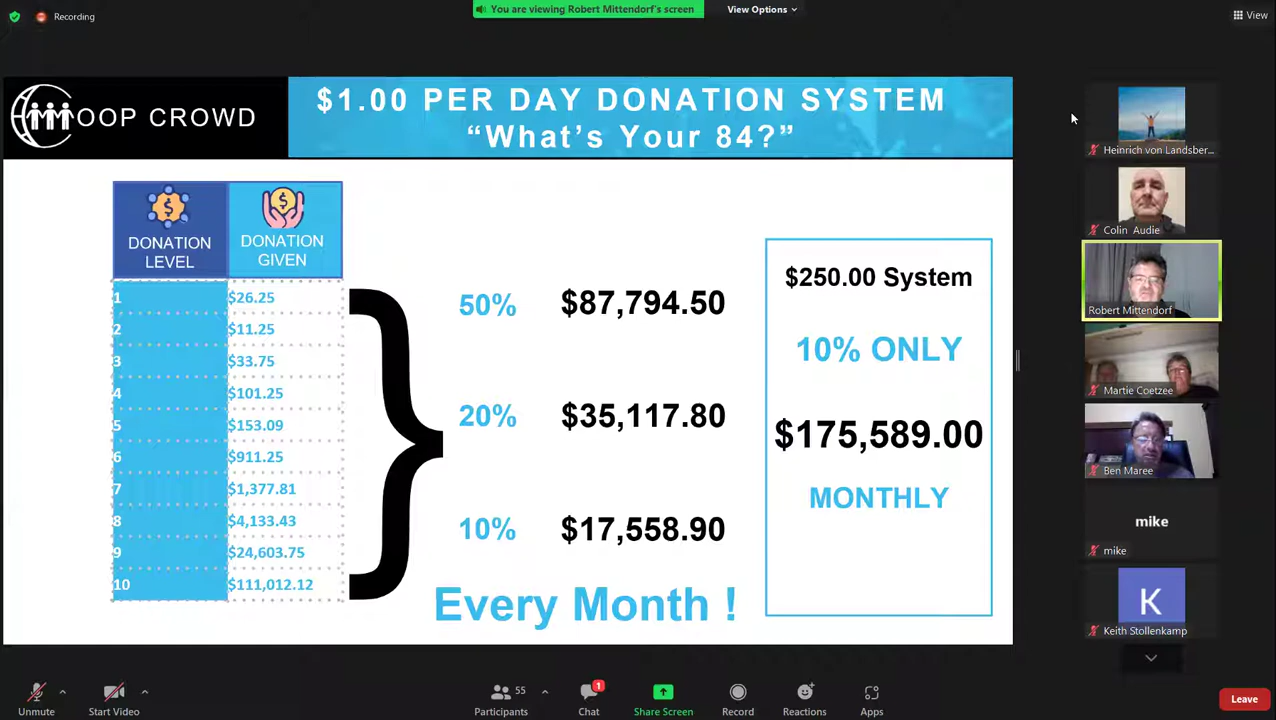 Recording
You are viewing Robert Mittendorf's screen
View Options
View
OOP CROWD
$1.00 PER DAY DONATION SYSTEM
“What’s Your 84?”
DONATION LEVEL
DONATION GIVEN
1 $26.25
2 $11.25
3 $33.75
4 $101.25
5 $153.09
6 $911.25
7 $1,377.81
8 $4,133.43
9 $24,603.75
10 $111,012.12
50% $87,794.50
20% $35,117.80
10% $17,558.90
Every Month !
$250.00 System
10% ONLY
$175,589.00
MONTHLY
Heinrich von Landsber...
Colin Audie
Robert Mittendorf
Martie Coetzee
Ben Maree
mike
mike
K
Keith Stollenkamp
Unmute
Start Video
55
Participants
1
Chat
Share Screen
Record
Reactions
Apps
Leave